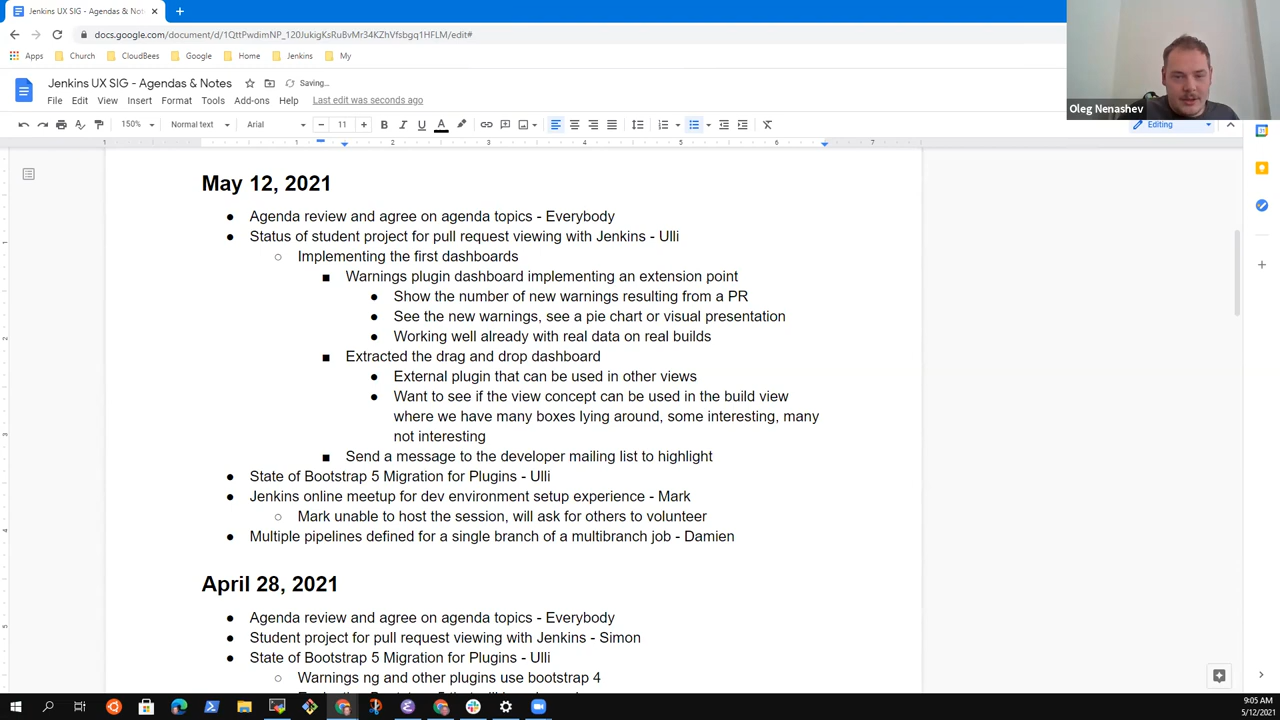 Jenkins UX SIG - Agendas & Note
docs.google.com/document/d/1QttPwdimNP_120JukigKsRuBvMr34KZhVfsbgq1HFLM/edit#
Apps Church CloudBees Google Home Jenkins My
Jenkins UX SIG - Agendas & Notes
Saving...
File Edit View Insert Format Tools Add-ons Help Last edit was seconds ago
150% Normal text Arial 11
Editing
Oleg Nenashev
1 1 2 3 4 5 6 7
May 12, 2021
Agenda review and agree on agenda topics - Everybody
Status of student project for pull request viewing with Jenkins - Ulli
Implementing the first dashboards
Warnings plugin dashboard implementing an extension point
Show the number of new warnings resulting from a PR
See the new warnings, see a pie chart or visual presentation
Working well already with real data on real builds
Extracted the drag and drop dashboard
External plugin that can be used in other views
Want to see if the view concept can be used in the build view
where we have many boxes lying around, some interesting, many
not interesting
Send a message to the developer mailing list to highlight
State of Bootstrap 5 Migration for Plugins - Ulli
Jenkins online meetup for dev environment setup experience - Mark
Mark unable to host the session, will ask for others to volunteer
Multiple pipelines defined for a single branch of a multibranch job - Damien
April 28, 2021
Agenda review and agree on agenda topics - Everybody
Student project for pull request viewing with Jenkins - Simon
State of Bootstrap 5 Migration for Plugins - Ulli
Warnings ng and other plugins use bootstrap 4
9:05 AM
5/12/2021